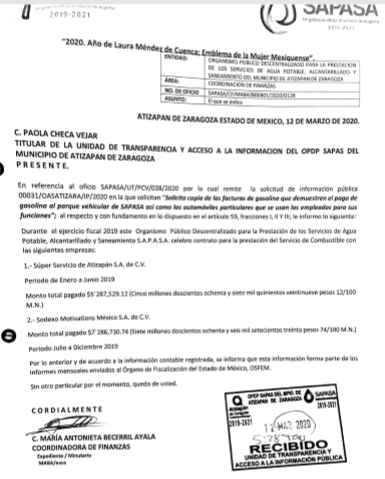 2019-2021
SAPASA
2019-2021
"2020. Año de Laura Méndez de Cuenca; Emblema de la Mujer Mexiquense".
ENTIDAD: ORGANISMO PÚBLICO DESCENTRALIZADO PARA LA PRESTACION
DE LOS SERVICIOS DE AGUA POTABLE, ALCANTARILLADO Y
SANEAMIENTO DEL MUNICIPIO DE ATIZAPAN DE ZARAGOZA
ÁREA: COORDINACION DE FINANZAS
NO. DE OFICIO
ASUNTO: El que se indica
ATIZAPAN DE ZARAGOZA ESTADO DE MEXICO, 12 DE MARZO DE 2020.
C. PAOLA CHECA VEJAR
TITULAR DE LA UNIDAD DE TRANSPARENCIA Y ACCESO A LA INFORMACION DEL OPDP SAPAS DEL
MUNICIPIO DE ATIZAPAN DE ZARAGOZA
P R E S E N T E.
En referencia al oficio SAPASA/UT/PCV/038/2020 por la cual remite la solicitud de información pública
00031/OASATIZARA/IP/2020 en la que solicitan "Solicito copia de las facturas de gasolina que demuestren el pago de
gasolina al parque vehicular de SAPASA así como los automóviles particulares que se usan los empleados para sus
funciones"; al respecto y con fundamento en lo dispuesto en el artículo 59, fracciones I, II Y III; le informo lo siguiente:
Durante el ejercicio fiscal 2019 este Organismo Público Descentralizado para la Prestación de los Servicios de Agua
Potable, Alcantarillado y Saneamiento S.A.P.A.S.A. celebro contrato para la prestación del Servicio de Combustible con
las siguientes empresas:
1.- Súper Servicio de Atizapán S.A. de C.V.
Periodo de Enero a Junio 2019
Monto total pagado $5'287,529.12 (Cinco millones doscientos ochenta y siete mil quinientos veintinueve pesos 12/100
M.N.)
2.- Sodexo Motivations México S.A. de C.V.
Monto total pagado $7'286,730.74 (Siete millones doscientos ochenta y seis mil setecientos treinta pesos 74/100 M.N.)
Periodo Julio a Diciembre 2019
Por lo anterior y de acuerdo a la información contable registrada, se informa que esta información forma parte de los
informes mensuales enviados al Órgano de Fiscalización del Estado de México, OSFEM.
Sin otro particular por el momento, quedo de usted.
C O R D I A L M E N T E
C. MARÍA ANTONIETA BECERRIL AYALA
COORDINADORA DE FINANZAS
Expediente / Minutario
OPDP SAPAS DEL MPIO. DE
ATIZAPAN DE ZARAGOZA
SAPASA
2019-2021
2019-2021
12 MAR 2020
RECIBIDO
UNIDAD DE TRANSPARENCIA Y
ACCESO A LA INFORMACIÓN PÚBLICA